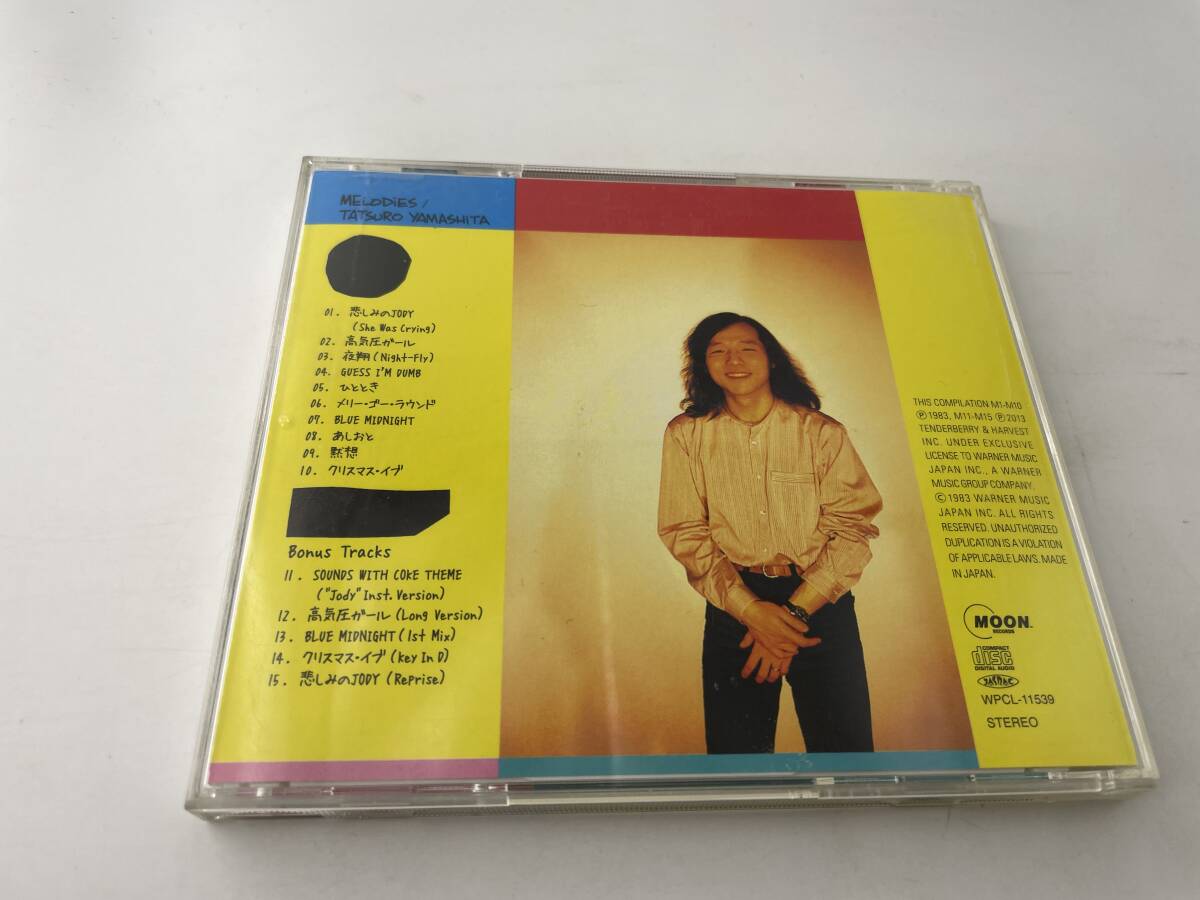 MELODIES /
TATSURO YAMASHITA
01. 悲しみのJODY
(She Was Crying)
02. 高気圧ガール
03. 夜翔 (Night-Fly)
04. GUESS I'M DUMB
05. ひととき
06. メリー・ゴー・ラウンド
07. BLUE MIDNIGHT
08. あしおと
09. 黙想
10. クリスマス・イブ
Bonus Tracks
11. SOUNDS WITH COKE THEME
("Jody" Inst. Version)
12. 高気圧ガール (Long Version)
13. BLUE MIDNIGHT (1st Mix)
14. クリスマス・イブ (Key In D)
15. 悲しみのJODY (Reprise)
THIS COMPILATION M1-M10
Ⓟ1983, M11-M15 Ⓟ2013
TENDERBERRY & HARVEST
INC. UNDER EXCLUSIVE
LICENSE TO WARNER MUSIC
JAPAN INC., A WARNER
MUSIC GROUP COMPANY.
©1983 WARNER MUSIC
JAPAN INC. ALL RIGHTS
RESERVED. UNAUTHORIZED
DUPLICATION IS A VIOLATION
OF APPLICABLE LAWS. MADE
IN JAPAN.
MOON
RECORDS
COMPACT
disc
DIGITAL AUDIO
JASRAC
WPCL-11539
STEREO